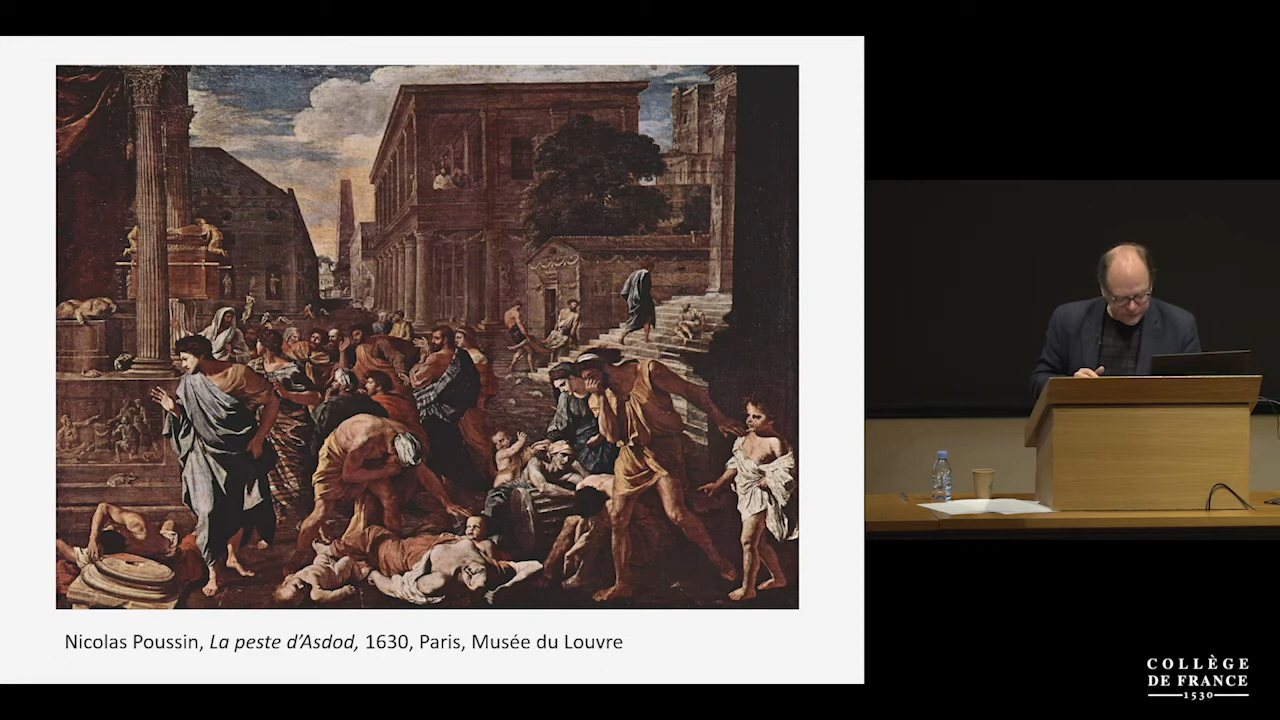 Nicolas Poussin, La peste d’Asdod, 1630, Paris, Musée du Louvre
COLLÈGE
DE FRANCE
1530